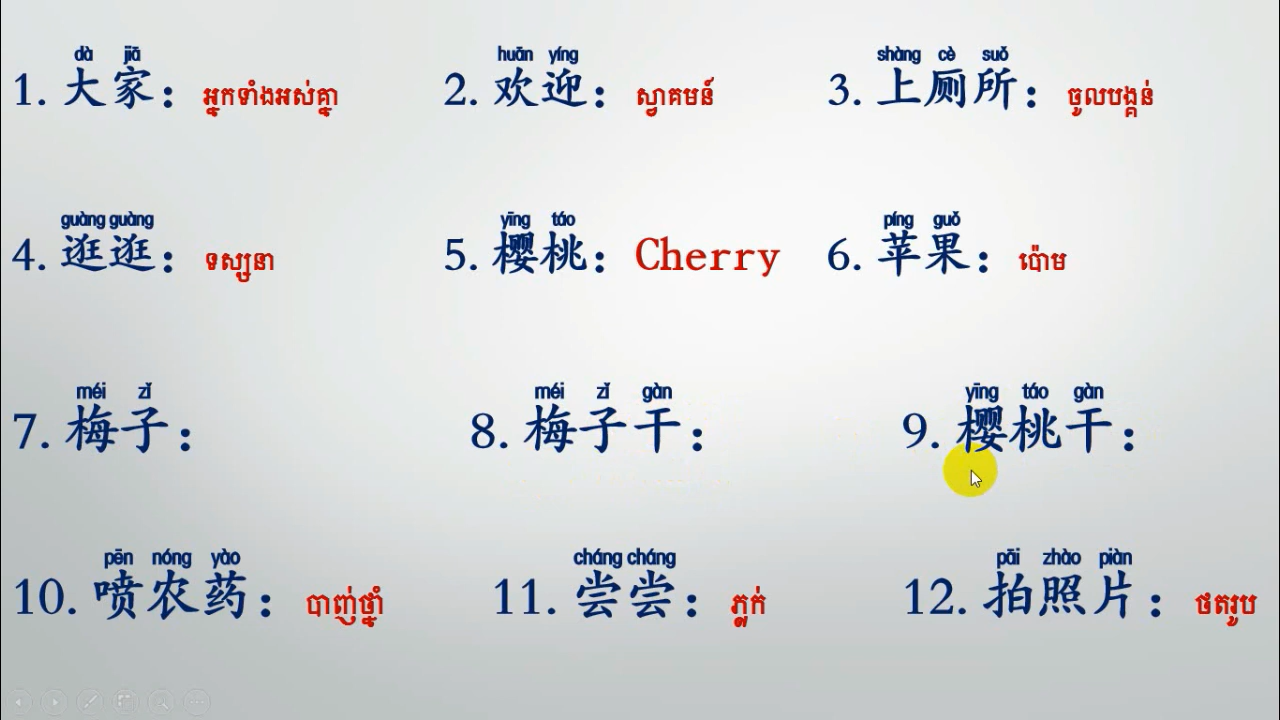 dà jiā huān yíng shàng cè suǒ
1. 大家：អ្នកទាំងអស់គ្នា 2. 欢迎：ស្វាគមន៍ 3. 上厕所：ចូលបង្គន់
guàng guàng yīng táo píng guǒ
4. 逛逛：ទស្សនា 5. 樱桃：Cherry 6. 苹果：ប៉ោម
méi zǐ méi zǐ gàn yīng táo gàn
7. 梅子： 8. 梅子干： 9. 樱桃干：
pēn nóng yào cháng cháng pāi zhào piàn
10. 喷农药：បាញ់ថ្នាំ 11. 尝尝：ភ្លក់ 12. 拍照片：ថតរូប